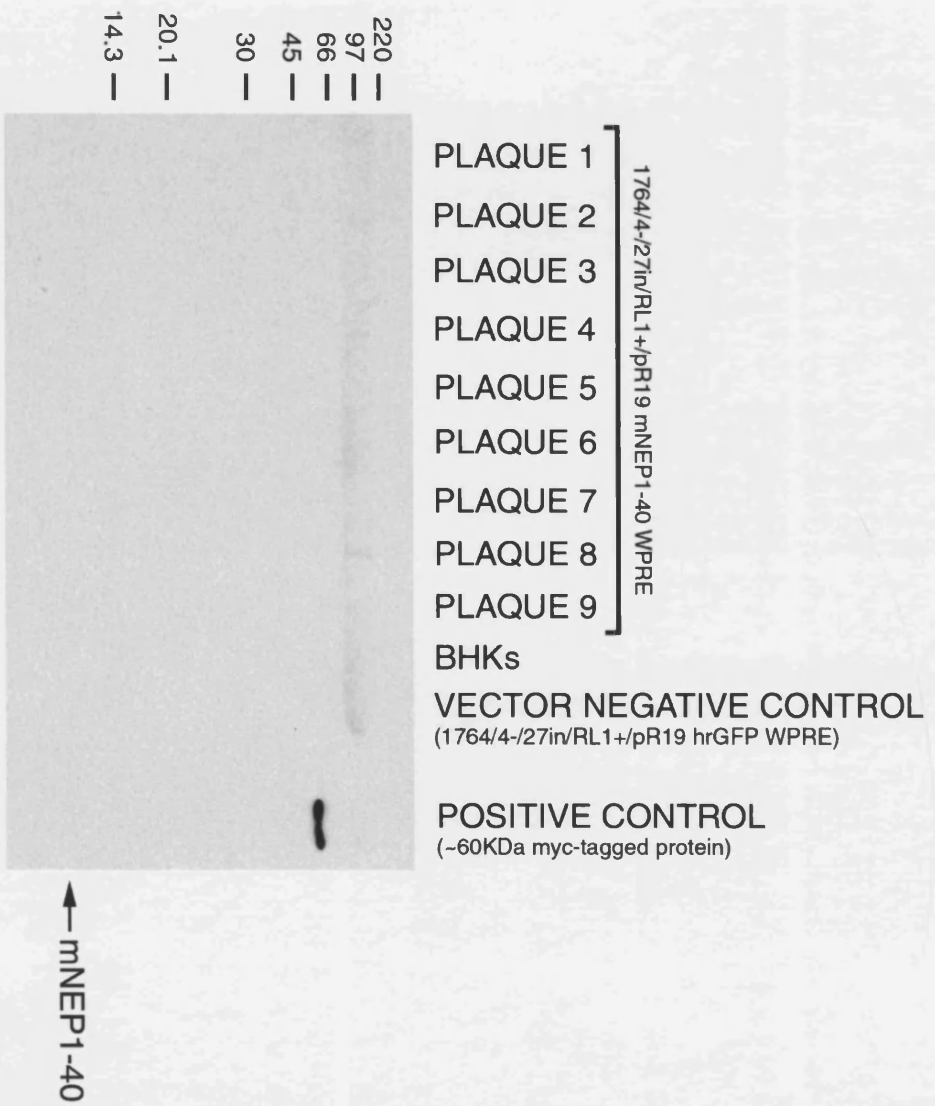 220
97
66
45
30
20.1
14.3
PLAQUE 1
PLAQUE 2
PLAQUE 3
PLAQUE 4
PLAQUE 5
PLAQUE 6
PLAQUE 7
PLAQUE 8
PLAQUE 9
1764/4-/27in/RL1+/pR19 mNEP1-40 WPRE
BHKs
VECTOR NEGATIVE CONTROL
(1764/4-/27in/RL1+/pR19 hrGFP WPRE)
POSITIVE CONTROL
(~60KDa myc-tagged protein)
mNEP1-40